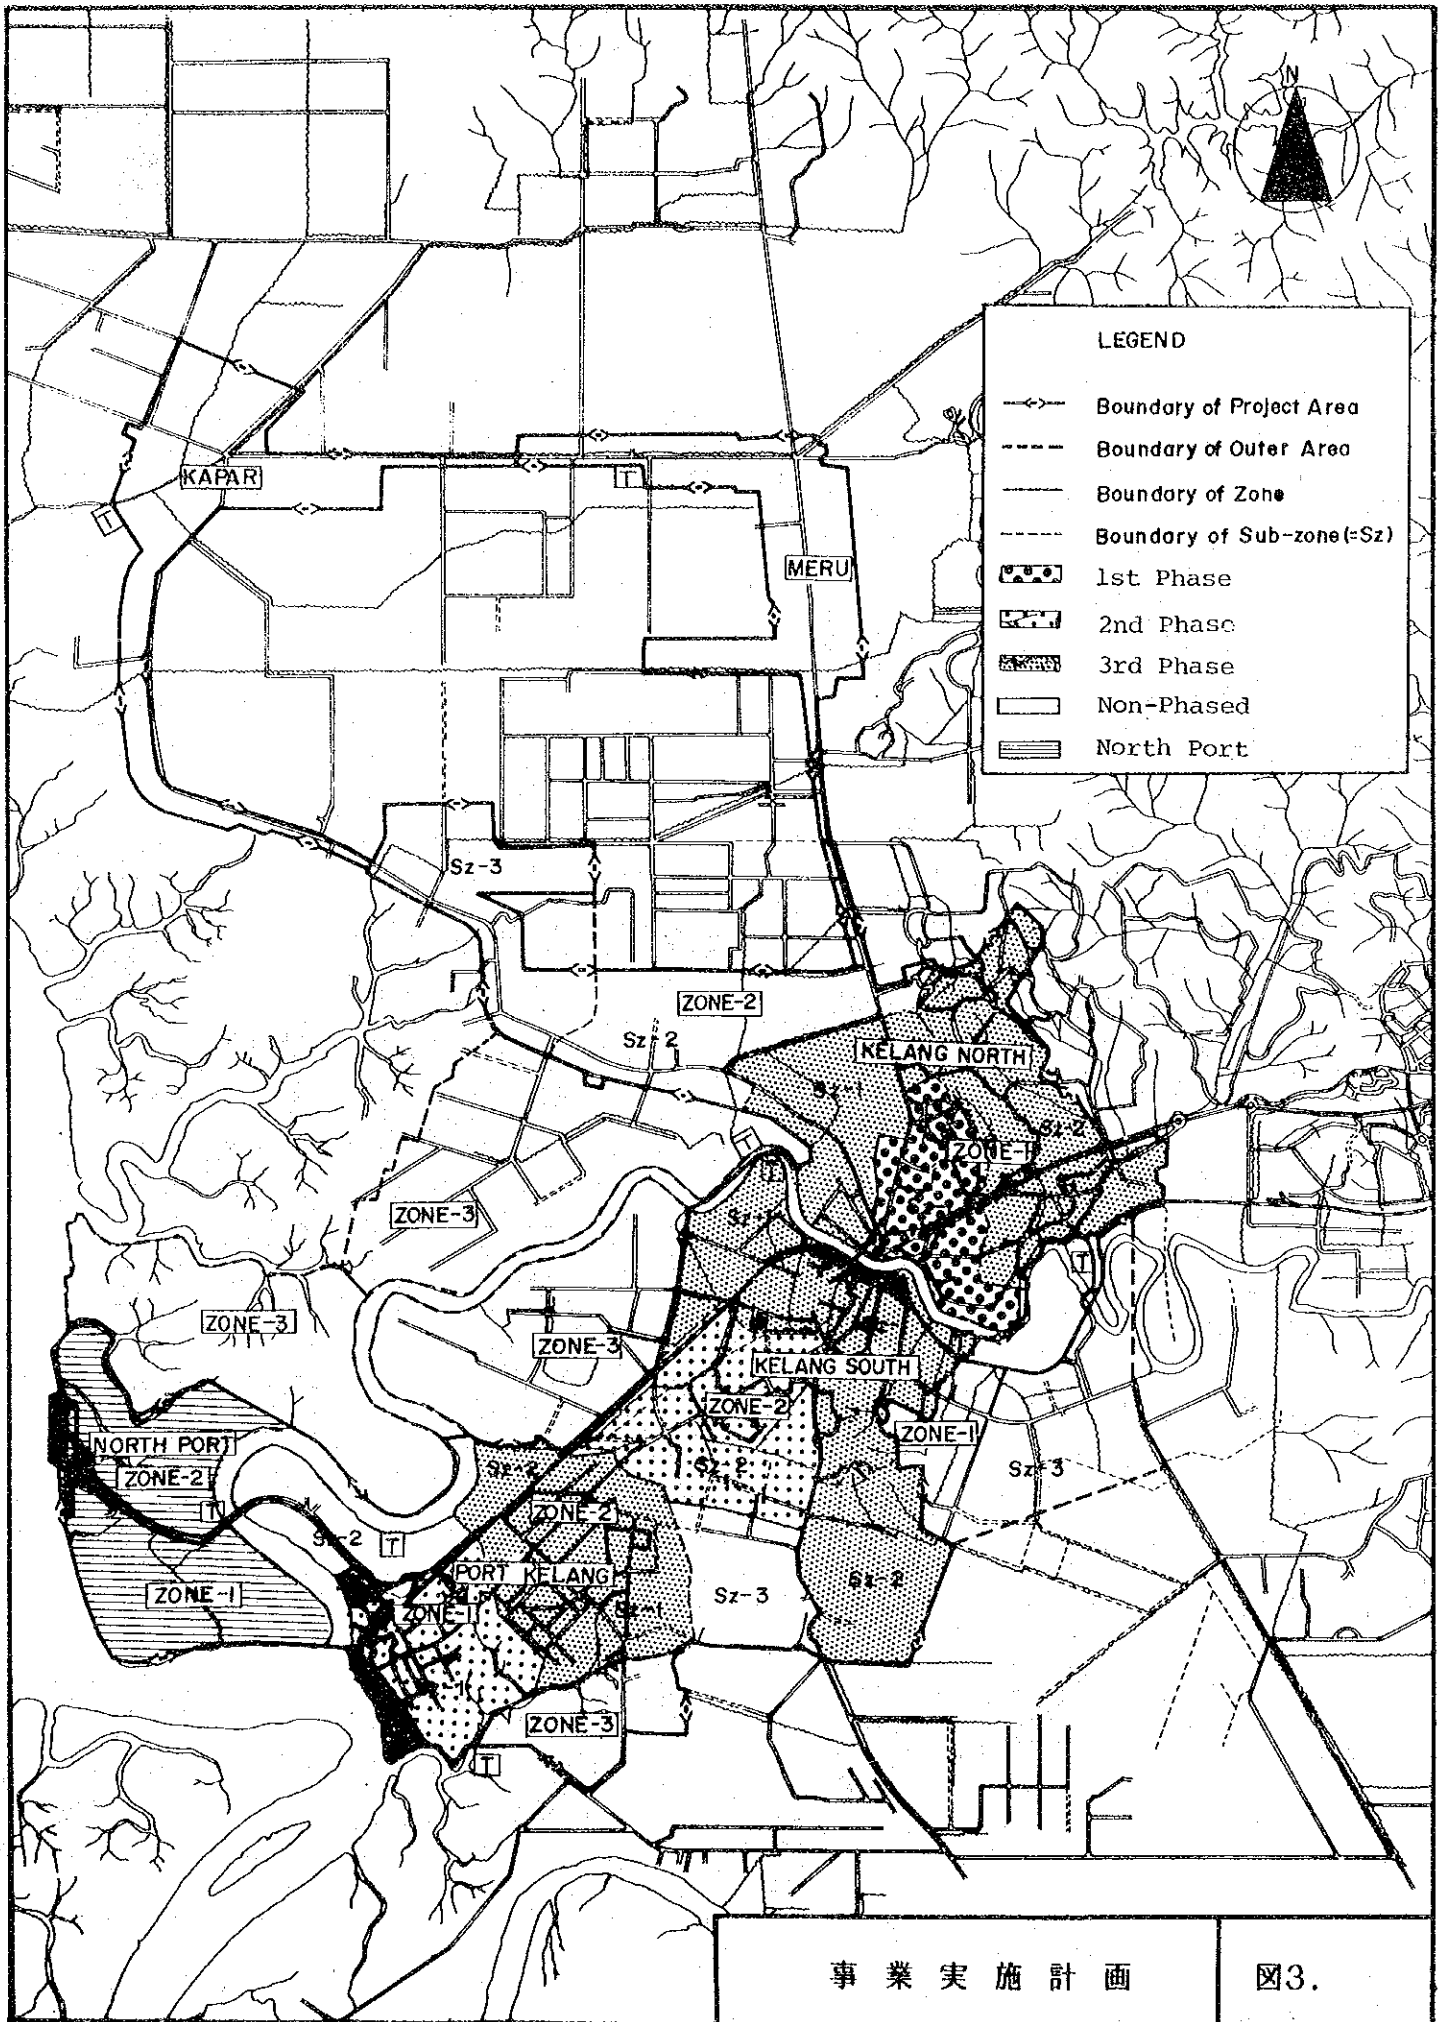 N
LEGEND
Boundary of Project Area
Boundary of Outer Area
Boundary of Zone
Boundary of Sub-zone(=Sz)
1st Phase
2nd Phase
3rd Phase
Non-Phased
North Port
KAPAR
T
T
MERU
Sz-3
ZONE-2
Sz-2
KELANG NORTH
Sz-1
Sz-2
ZONE-1
T
T
ZONE-3
Sz-1
T
ZONE-3
ZONE-3
KELANG SOUTH
ZONE-2
ZONE-1
NORTH PORT
ZONE-2
Sz-2
Sz-2
Sz-3
T
ZONE-2
Sz-2
T
PORT KELANG
ZONE-1
ZONE-1
Sz-1
Sz-3
Sz-2
ZONE-3
T
事業実施計画
図3.